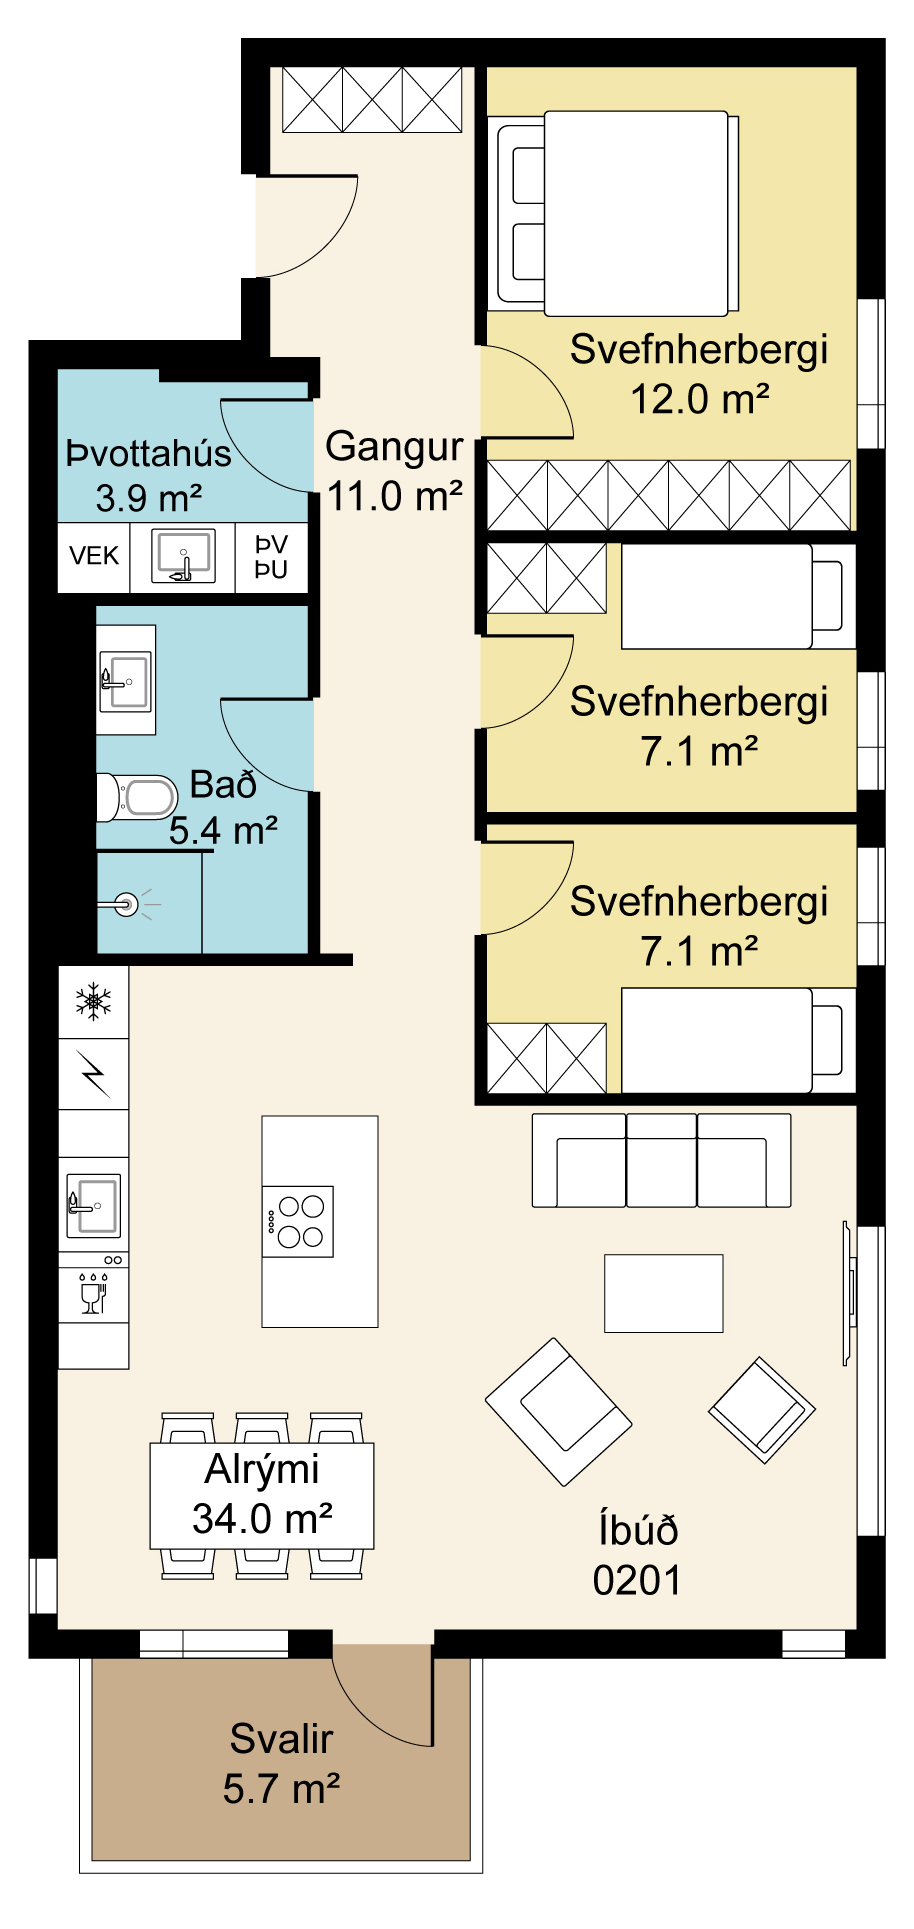 Svefnherbergi
12.0 m²
Gangur
11.0 m²
Þvottahús
3.9 m²
VEK
ÞV
ÞU
Svefnherbergi
7.1 m²
Bað
5.4 m²
Svefnherbergi
7.1 m²
Alrými
34.0 m²
Íbúð
0201
Svalir
5.7 m²